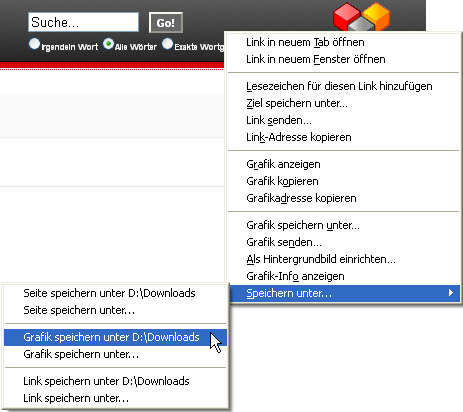 Suche...
Go!
Irgendein Wort Alle Wörter Exakte Wortg
Link in neuem Tab öffnen
Link in neuem Fenster öffnen
Lesezeichen für diesen Link hinzufügen
Ziel speichern unter...
Link senden...
Link-Adresse kopieren
Grafik anzeigen
Grafik kopieren
Grafikadresse kopieren
Grafik speichern unter...
Grafik senden...
Als Hintergrundbild einrichten...
Grafik-Info anzeigen
Speichern unter...
Seite speichern unter D:\Downloads
Seite speichern unter...
Grafik speichern unter D:\Downloads
Grafik speichern unter...
Link speichern unter D:\Downloads
Link speichern unter...